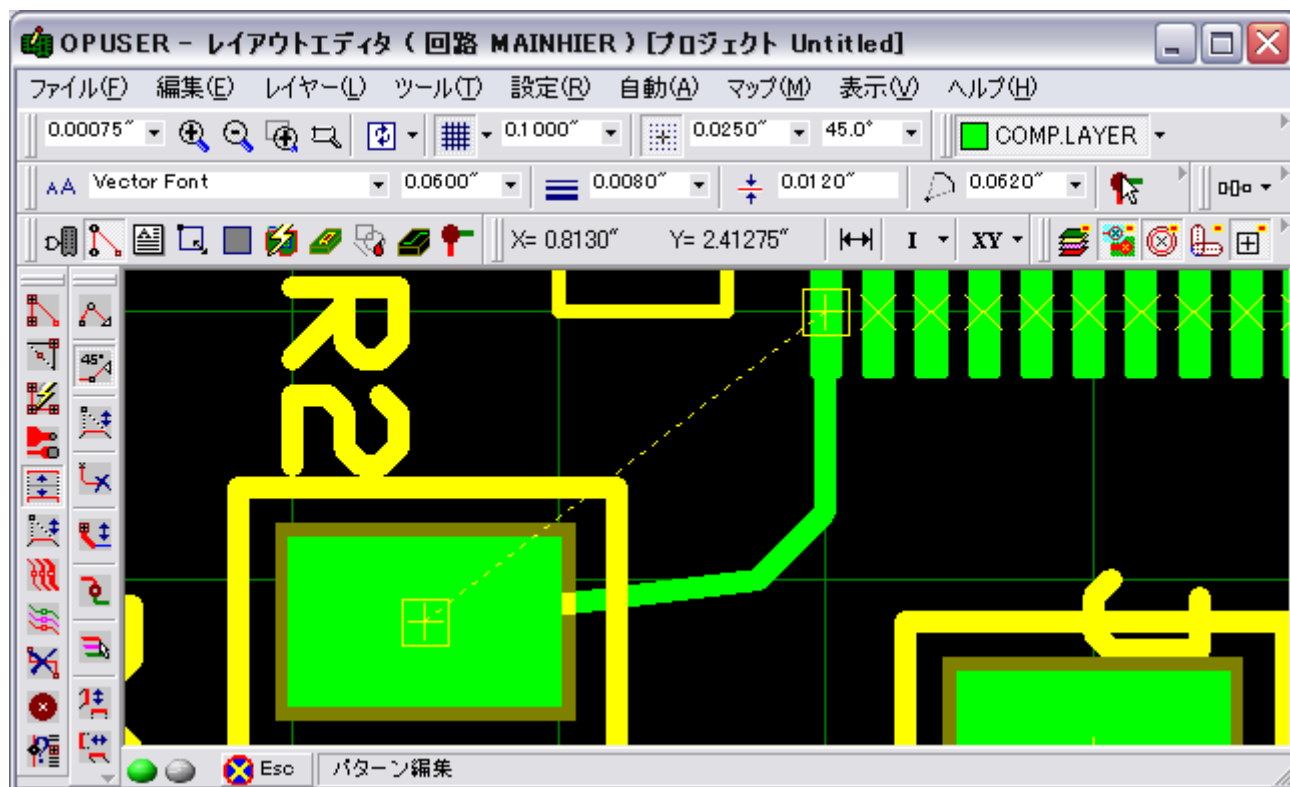 OPUSER - レイアウトエディタ ( 回路 MAINHIER ) [プロジェクト Untitled]
ファイル(F) 編集(E) レイヤー(L) ツール(T) 設定(R) 自動(A) マップ(M) 表示(V) ヘルプ(H)
0.00075" 0.1000" 0.0250" 45.0° COMP.LAYER
AA Vector Font 0.0600" 0.0080" 0.0120" 0.0620"
X= 0.8130" Y= 2.41275" I XY
45°
R2
Esc パターン編集